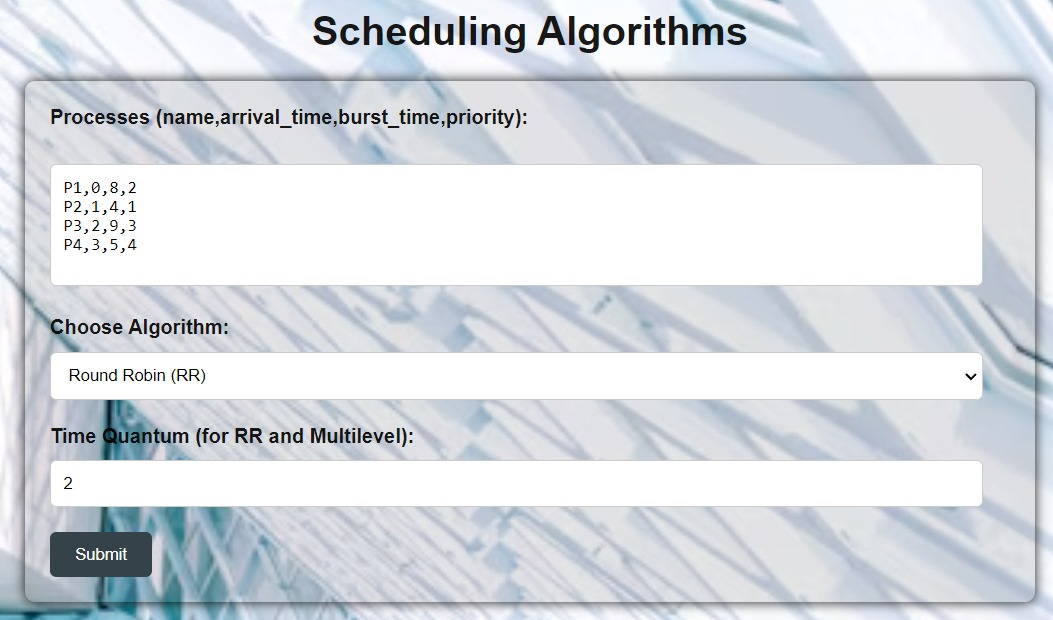 Scheduling Algorithms
Processes (name,arrival_time,burst_time,priority):
P1,0,8,2
P2,1,4,1
P3,2,9,3
P4,3,5,4
Choose Algorithm:
Round Robin (RR)
Time Quantum (for RR and Multilevel):
2
Submit